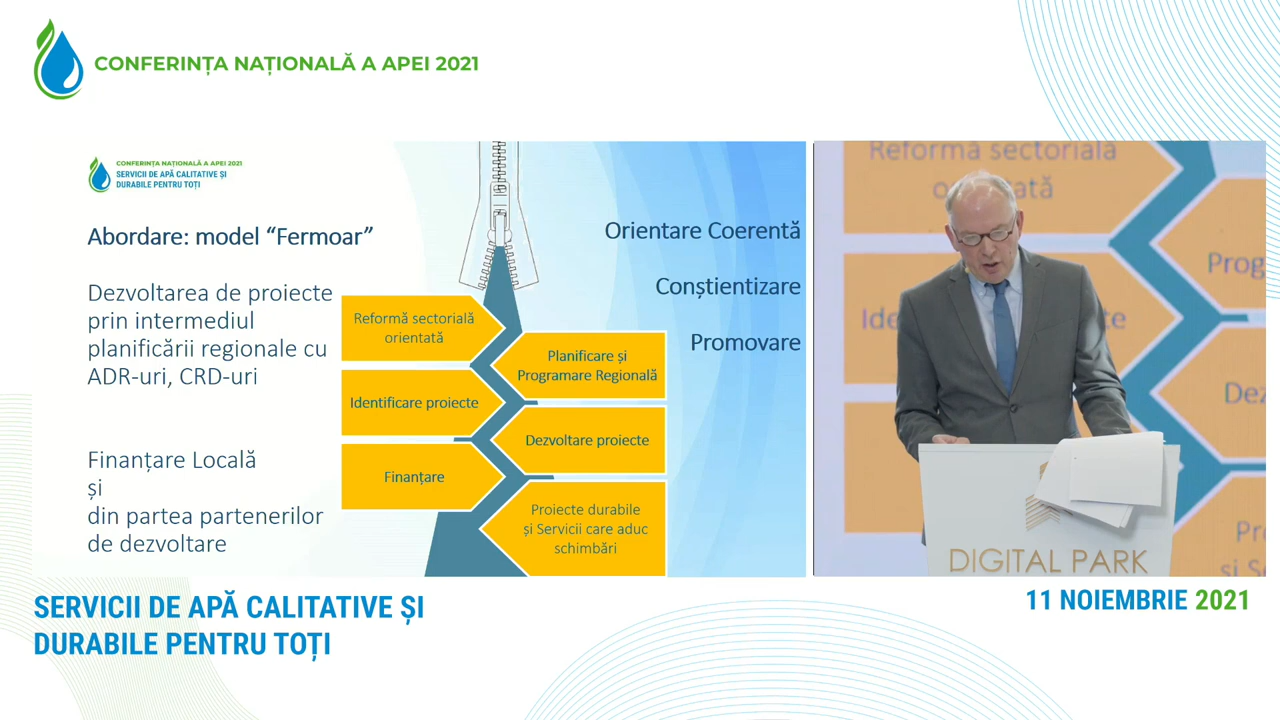 CONFERINȚA NAȚIONALĂ A APEI 2021
CONFERINȚA NAȚIONALĂ A APEI 2021
SERVICII DE APĂ CALITATIVE ȘI
DURABILE PENTRU TOȚI
Abordare: model “Fermoar”
Dezvoltarea de proiecte
prin intermediul
planificării regionale cu
ADR-uri, CRD-uri
Finanțare Locală
și
din partea partenerilor
de dezvoltare
Reformă sectorială
orientată
Planificare și
Programare Regională
Identificare proiecte
Dezvoltare proiecte
Finanțare
Proiecte durabile
și Servicii care aduc
schimbări
Orientare Coerentă
Conștientizare
Promovare
Reformă sectorială
DIGITAL PARK
SERVICII DE APĂ CALITATIVE ȘI
DURABILE PENTRU TOȚI
11 NOIEMBRIE 2021